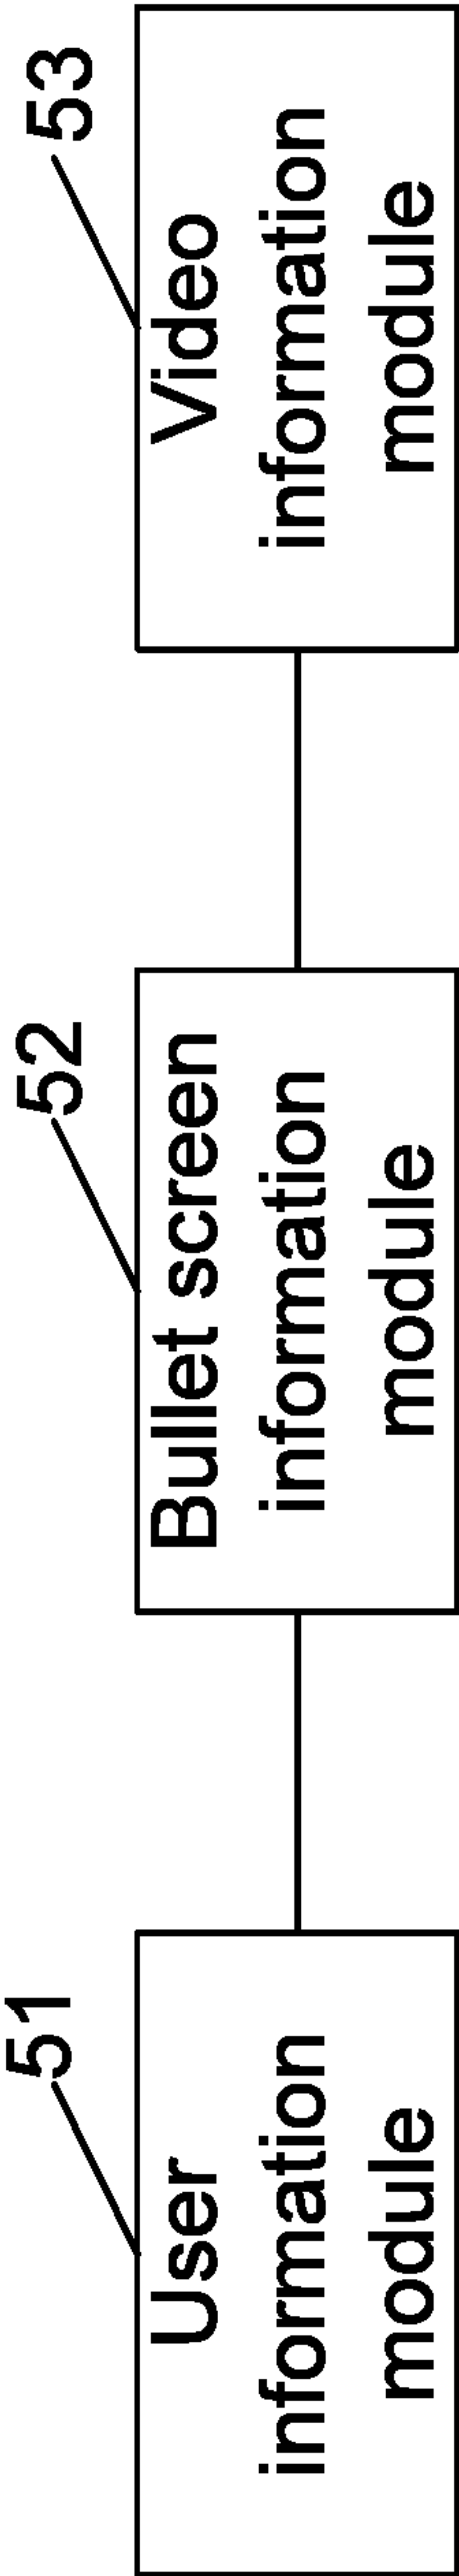 51
User
information
module
52
Bullet screen
information
module
53
Video
information
module